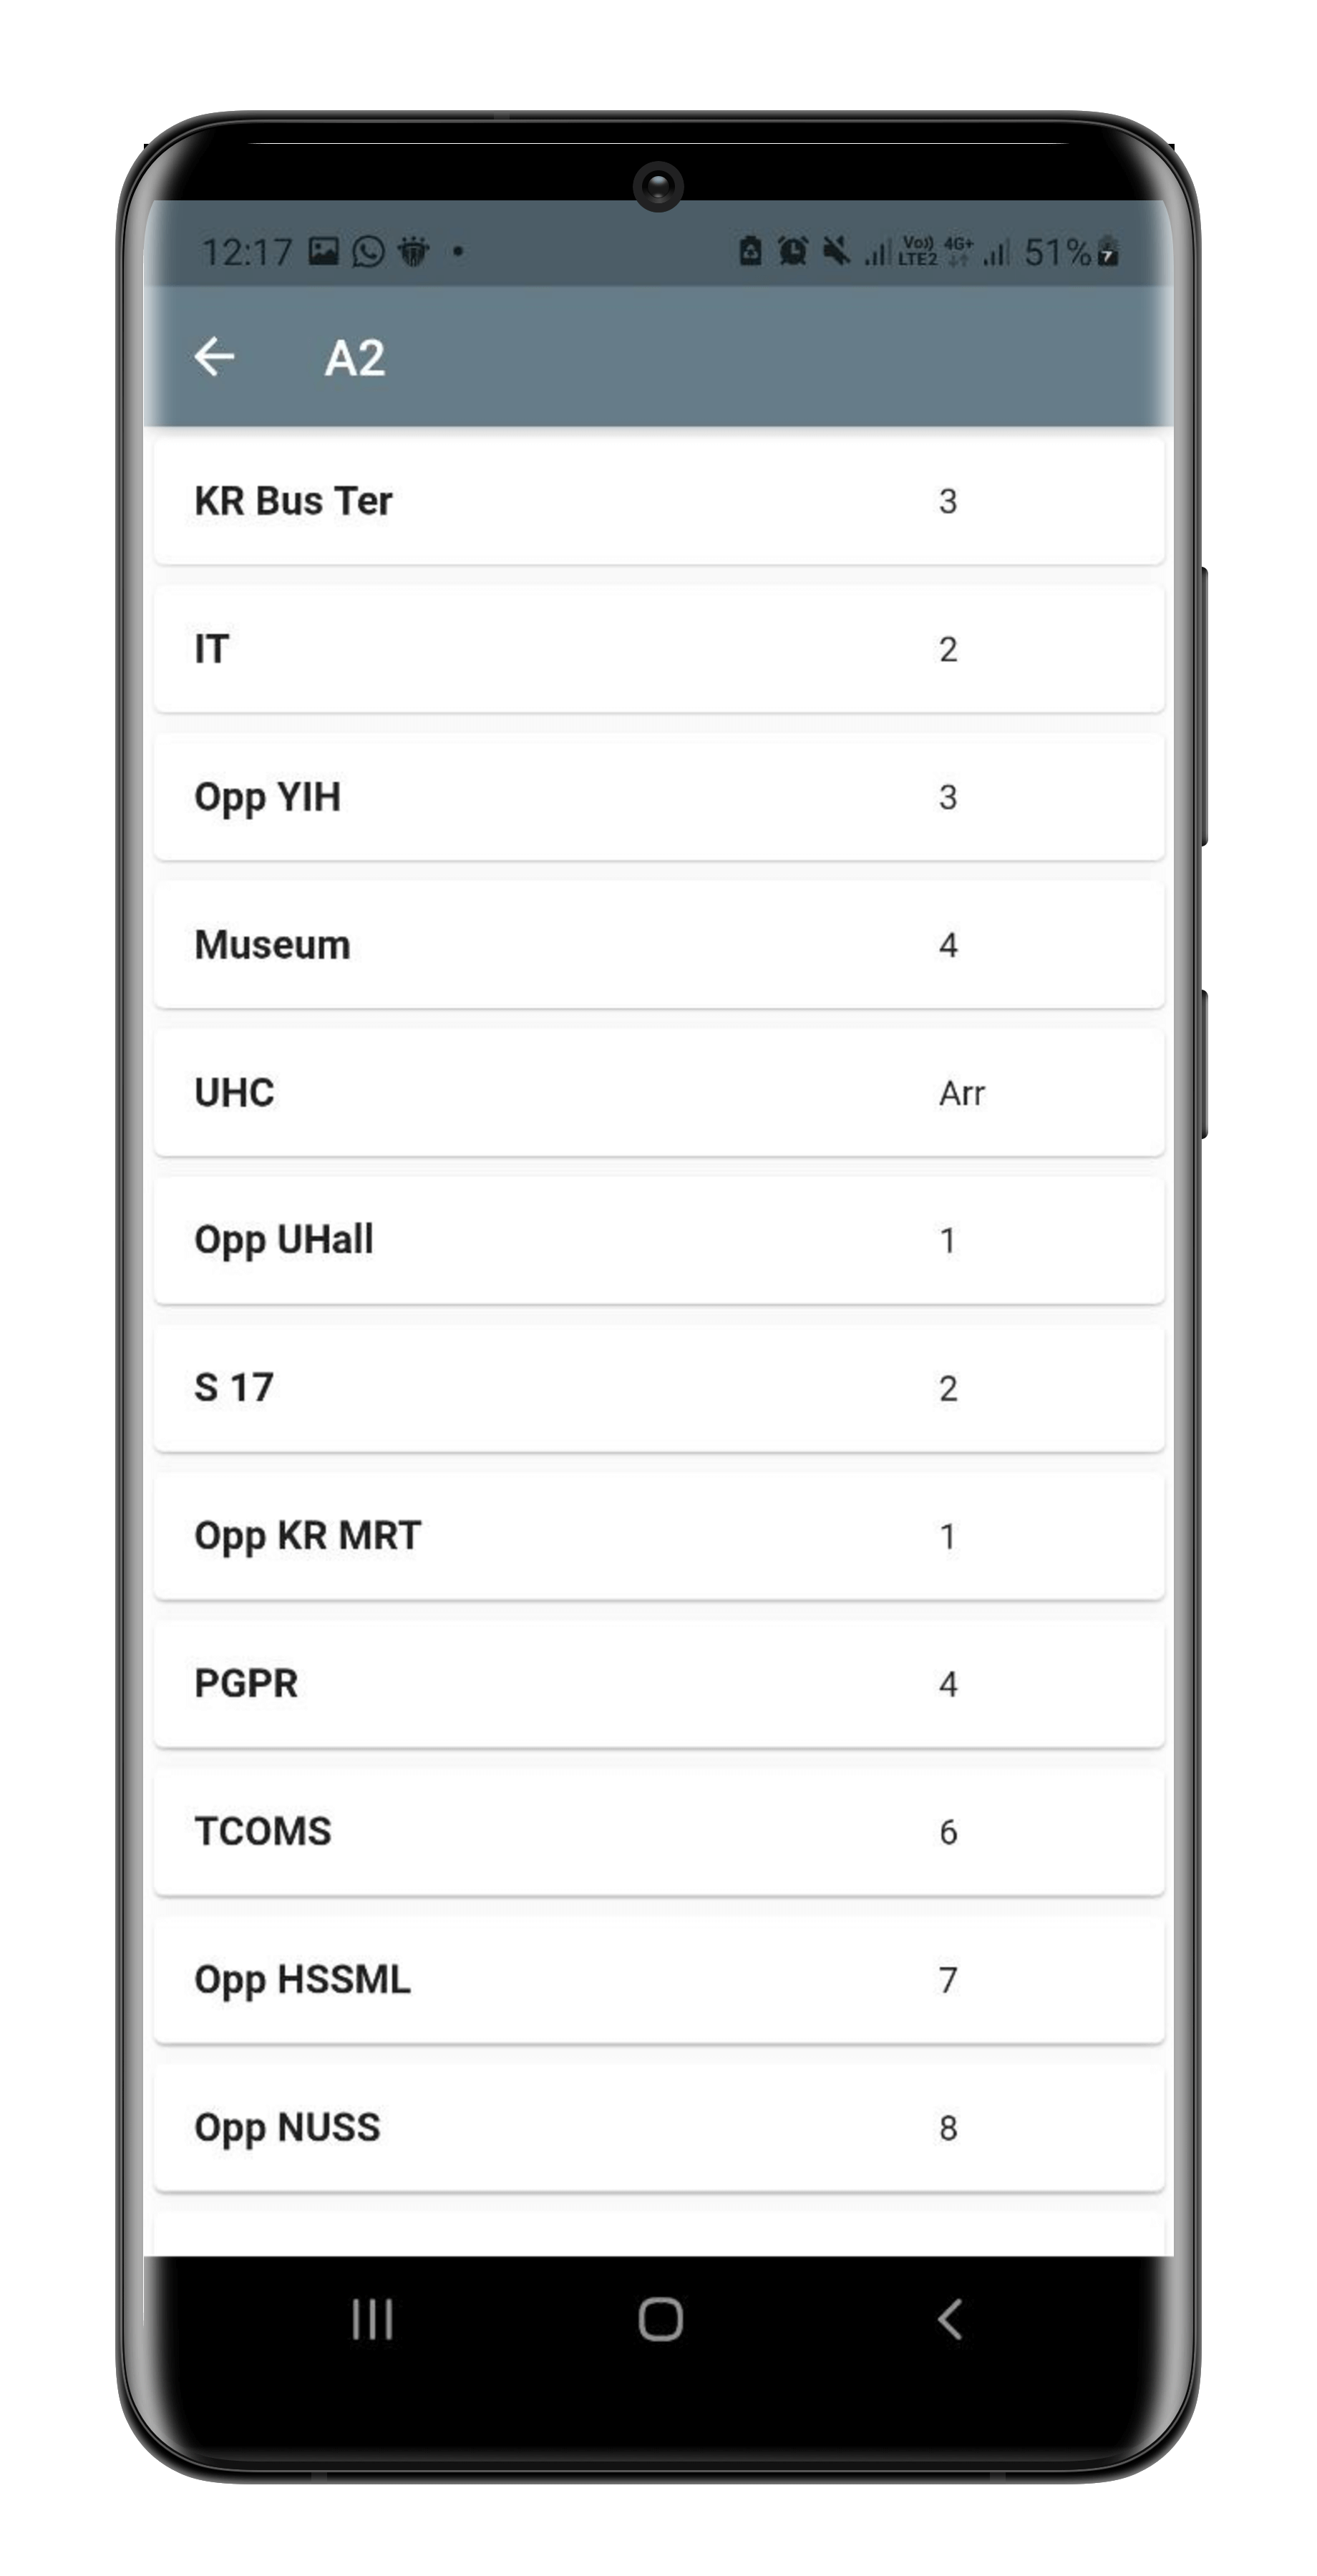 12:17 Vo)) LTE2 4G+ 51%
A2
KR Bus Ter 3
IT 2
Opp YIH 3
Museum 4
UHC Arr
Opp UHall 1
S 17 2
Opp KR MRT 1
PGPR 4
TCOMS 6
Opp HSSML 7
Opp NUSS 8